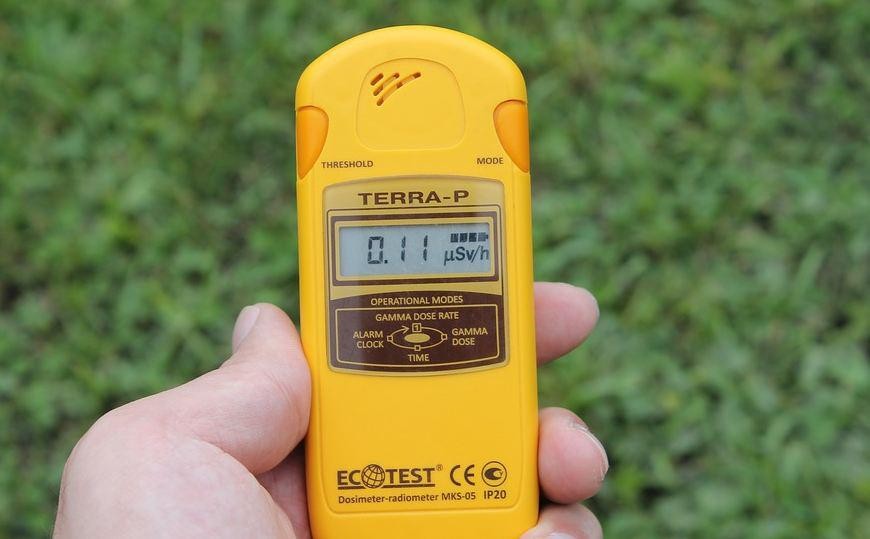 THRESHOLD MODE
TERRA-P
0.11 µSv/h
OPERATIONAL MODES
GAMMA DOSE RATE
1
ALARM CLOCK
GAMMA DOSE
TIME
ECOTEST® CE
Dosimeter-radiometer MKS-05 IP20